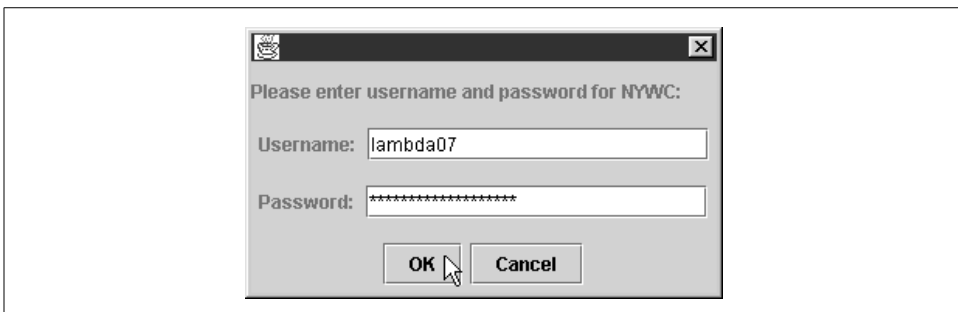 Please enter username and password for NYWC:
Username: lambda07
Password: *******************
OK Cancel